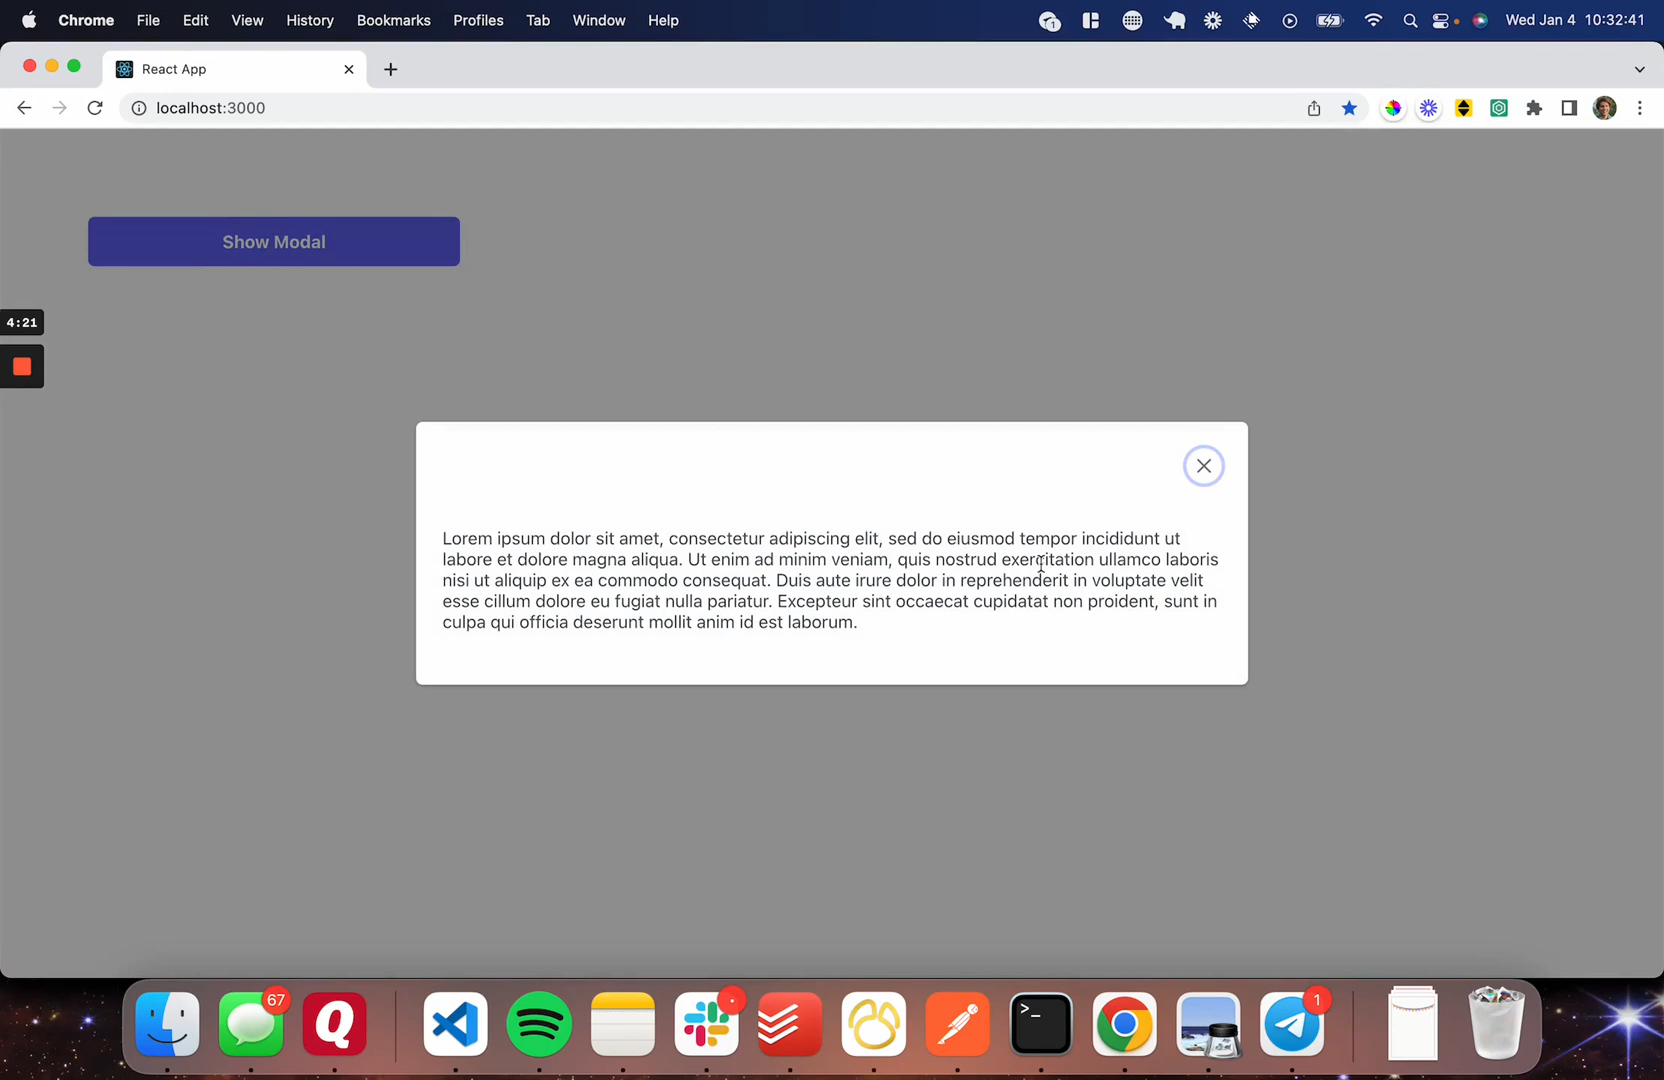 Chrome File Edit View History Bookmarks Profiles Tab Window Help 1 Wed Jan 4 10:32:41
React App
localhost:3000
Show Modal
4:21
Lorem ipsum dolor sit amet, consectetur adipiscing elit, sed do eiusmod tempor incididunt ut
labore et dolore magna aliqua. Ut enim ad minim veniam, quis nostrud exercitation ullamco laboris
nisi ut aliquip ex ea commodo consequat. Duis aute irure dolor in reprehenderit in voluptate velit
esse cillum dolore eu fugiat nulla pariatur. Excepteur sint occaecat cupidatat non proident, sunt in
culpa qui officia deserunt mollit anim id est laborum.
67 Q >_ 1